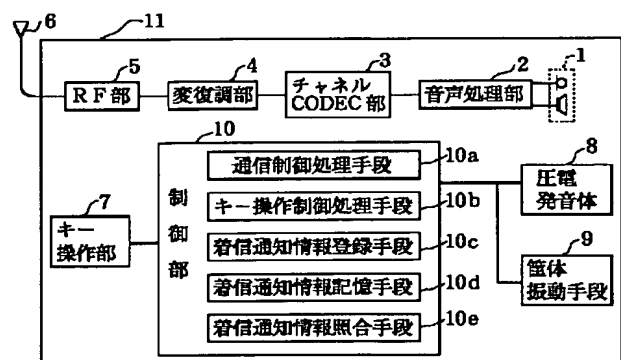 6
11
5
RF部
4
変復調部
3
チャネル
CODEC部
2
音声処理部
1
10
制御部
通信制御処理手段
10a
キー操作制御処理手段
10b
着信通知情報登録手段
10c
着信通知情報記憶手段
10d
着信通知情報照合手段
10e
7
キー
操作部
8
圧電
発音体
9
筐体
振動手段